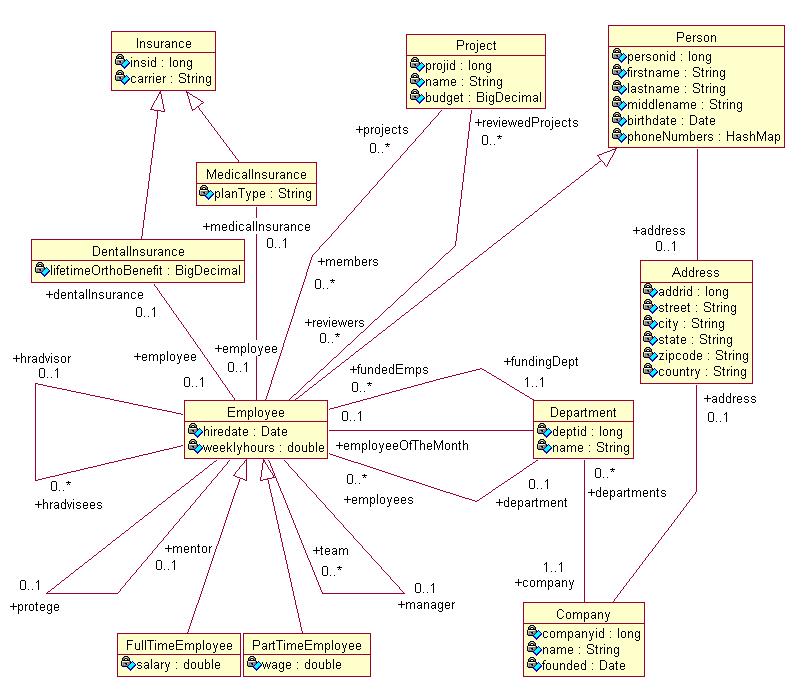 Insurance
insid : long
carrier : String
Project
projid : long
name : String
budget : BigDecimal
Person
personid : long
firstname : String
lastname : String
middlename : String
birthdate : Date
phoneNumbers : HashMap
+projects
0..*
+reviewedProjects
0..*
MedicalInsurance
planType : String
+medicalInsurance
0..1
DentalInsurance
lifetimeOrthoBenefit : BigDecimal
+dentalInsurance
0..1
+members
0..*
+reviewers
0..*
+address
0..1
Address
addrid : long
street : String
city : String
state : String
zipcode : String
country : String
+address
0..1
+hradvisor
0..1
+employee
0..1
+employee
0..1
+fundedEmps
0..*
+fundingDept
1..1
Employee
hiredate : Date
weeklyhours : double
0..1
+employeeOfTheMonth
Department
deptid : long
name : String
0..*
+hradvisees
0..*
+employees
0..1
+department
0..*
+departments
+mentor
0..1
+team
0..*
0..1
+protege
0..1
+manager
1..1
+company
FullTimeEmployee
salary : double
PartTimeEmployee
wage : double
Company
companyid : long
name : String
founded : Date